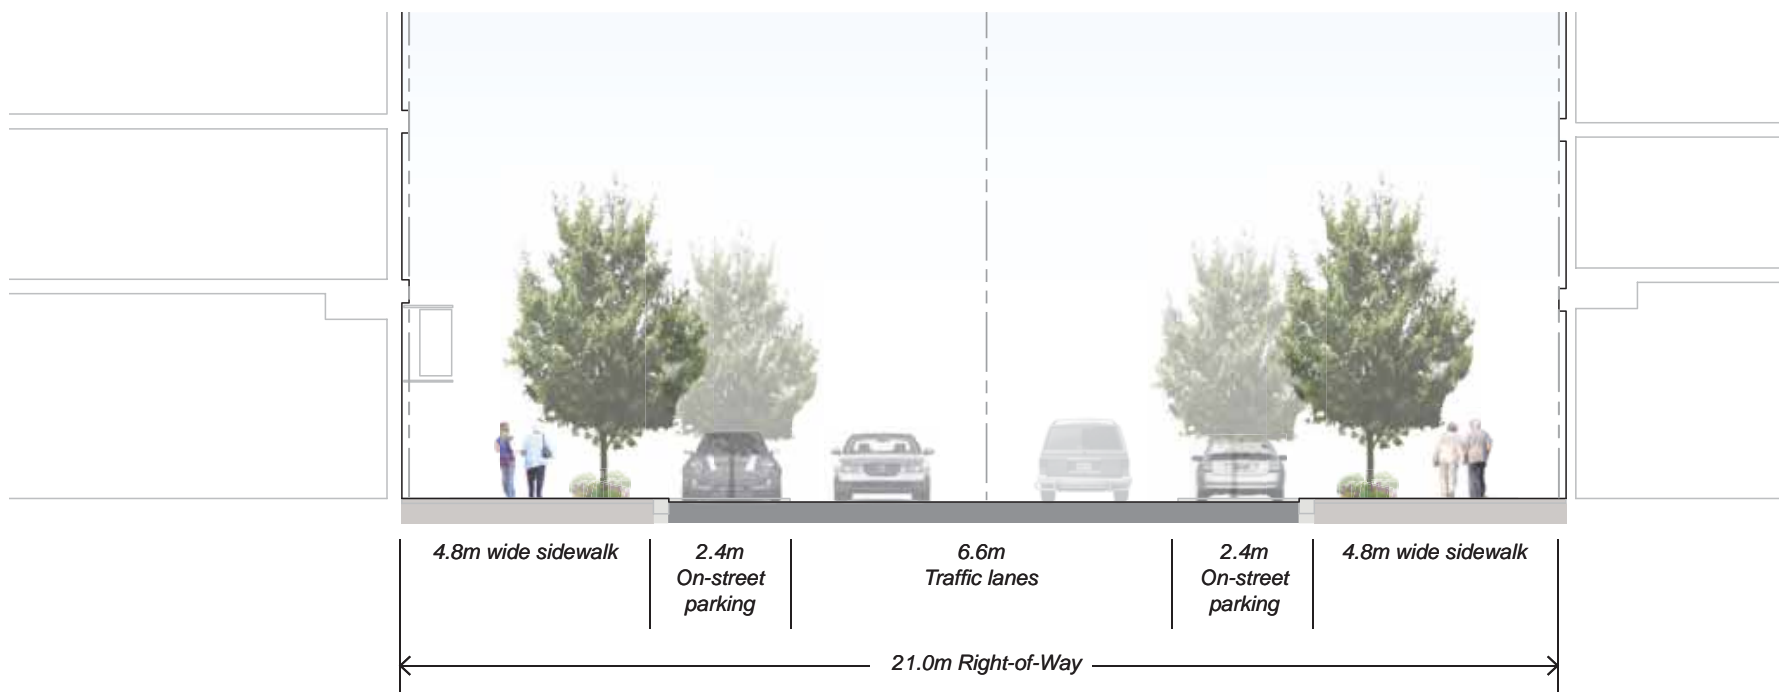 4.8m wide sidewalk
2.4m
On-street
parking
6.6m
Traffic lanes
2.4m
On-street
parking
4.8m wide sidewalk
21.0m Right-of-Way